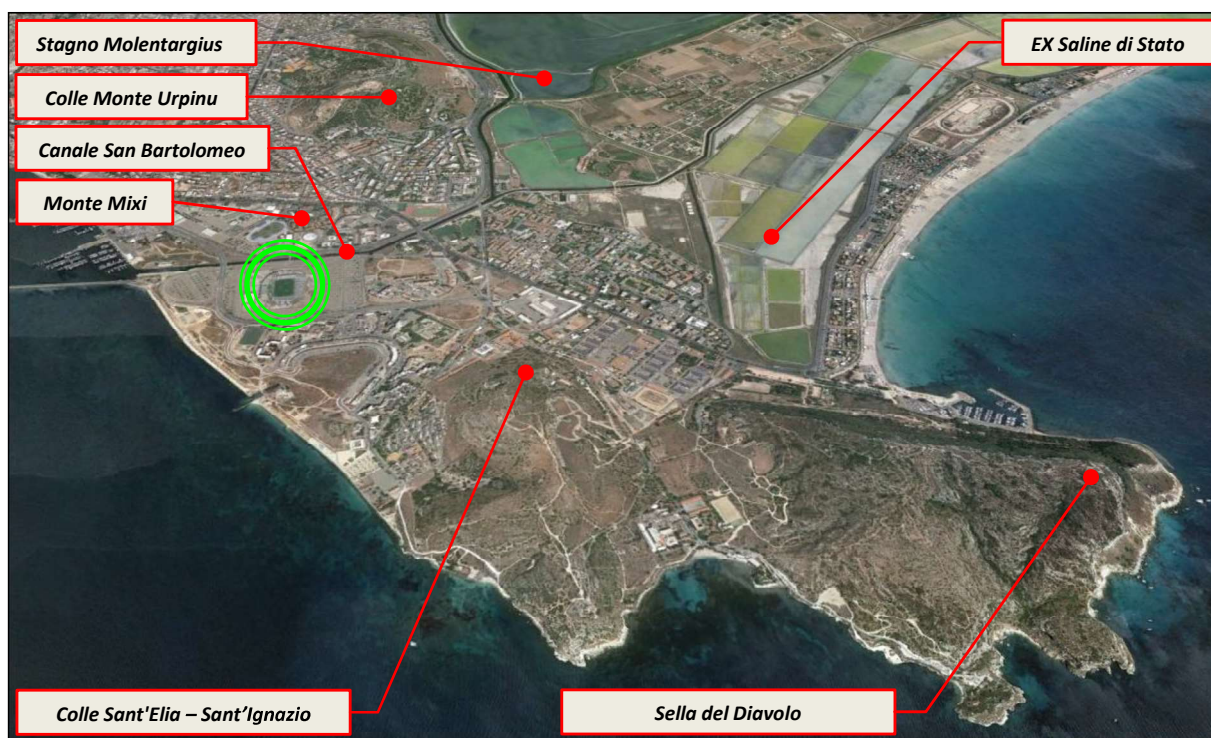 Stagno Molentargius
EX Saline di Stato
Colle Monte Urpinu
Canale San Bartolomeo
Monte Mixi
Colle Sant'Elia – Sant’Ignazio
Sella del Diavolo